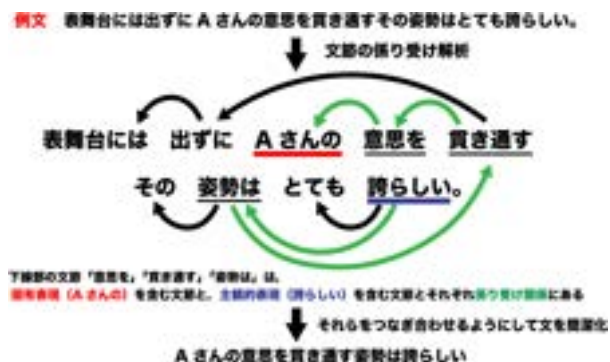 例文 表舞台には出ずに A さんの意思を貫き通すその姿勢はとても誇らしい。
文節の係り受け解析
表舞台には 出ずに A さんの 意思を 貫き通す
その 姿勢は とても 誇らしい。
下線部の文節「意思を」,「貫き通す」,「姿勢は」は,
固有表現（A さんの）を含む文節と,主観的表現（誇らしい）を含む文節とそれぞれ係り受け関係にある
それらをつなぎ合わせるようにして文を簡潔化
A さんの意思を貫き通す姿勢は誇らしい